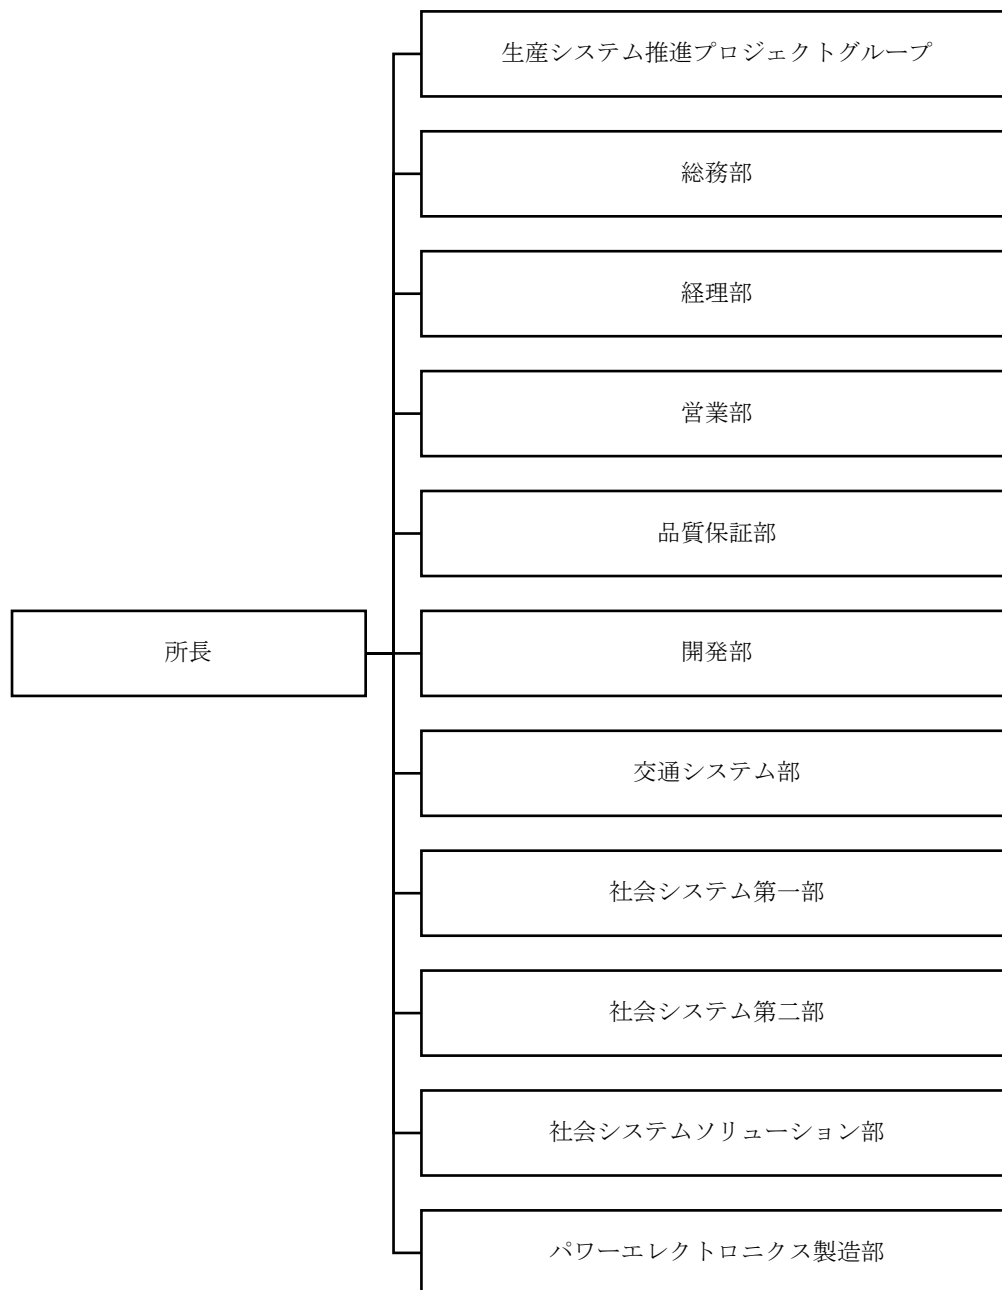 生産システム推進プロジェクトグループ
総務部
経理部
営業部
品質保証部
所長
開発部
交通システム部
社会システム第一部
社会システム第二部
社会システムソリューション部
パワーエレクトロニクス製造部